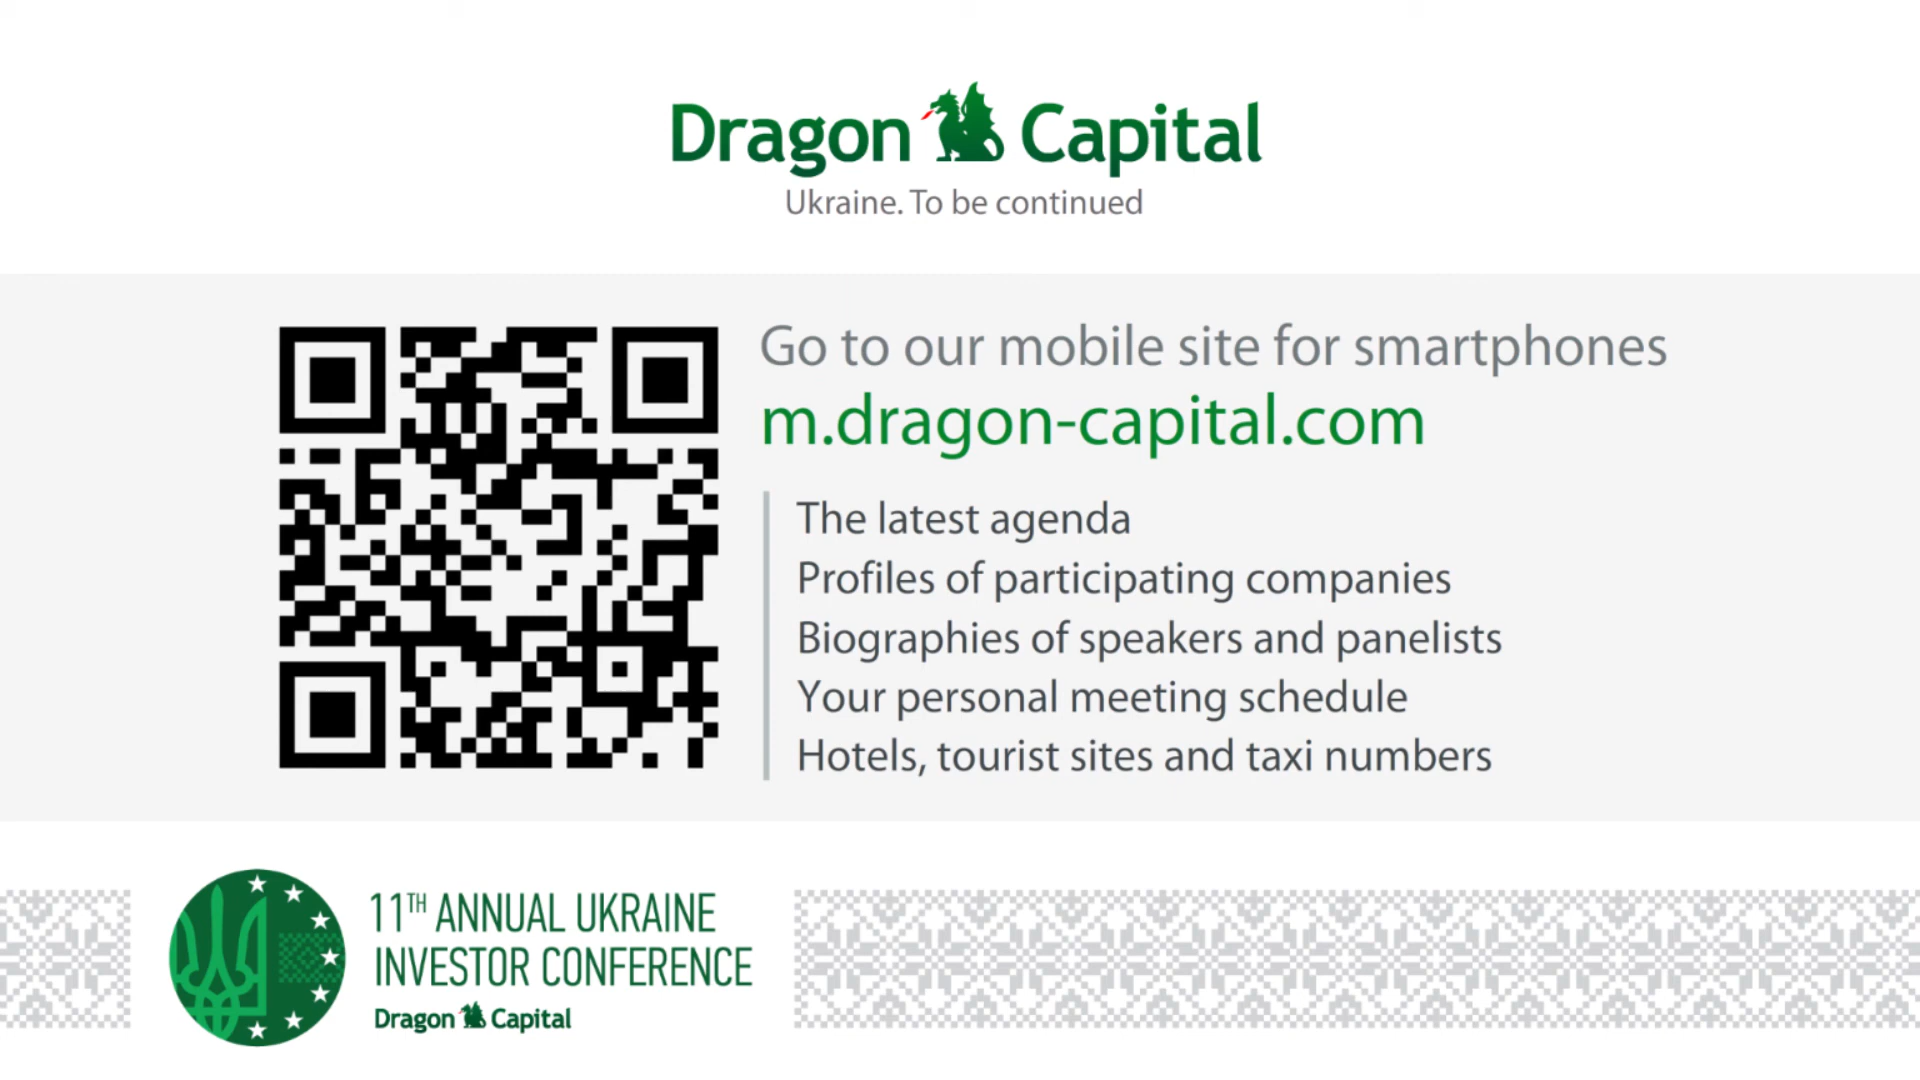 Dragon Capital
Ukraine. To be continued
Go to our mobile site for smartphones
m.dragon-capital.com
The latest agenda
Profiles of participating companies
Biographies of speakers and panelists
Your personal meeting schedule
Hotels, tourist sites and taxi numbers
11TH ANNUAL UKRAINE
INVESTOR CONFERENCE
Dragon Capital